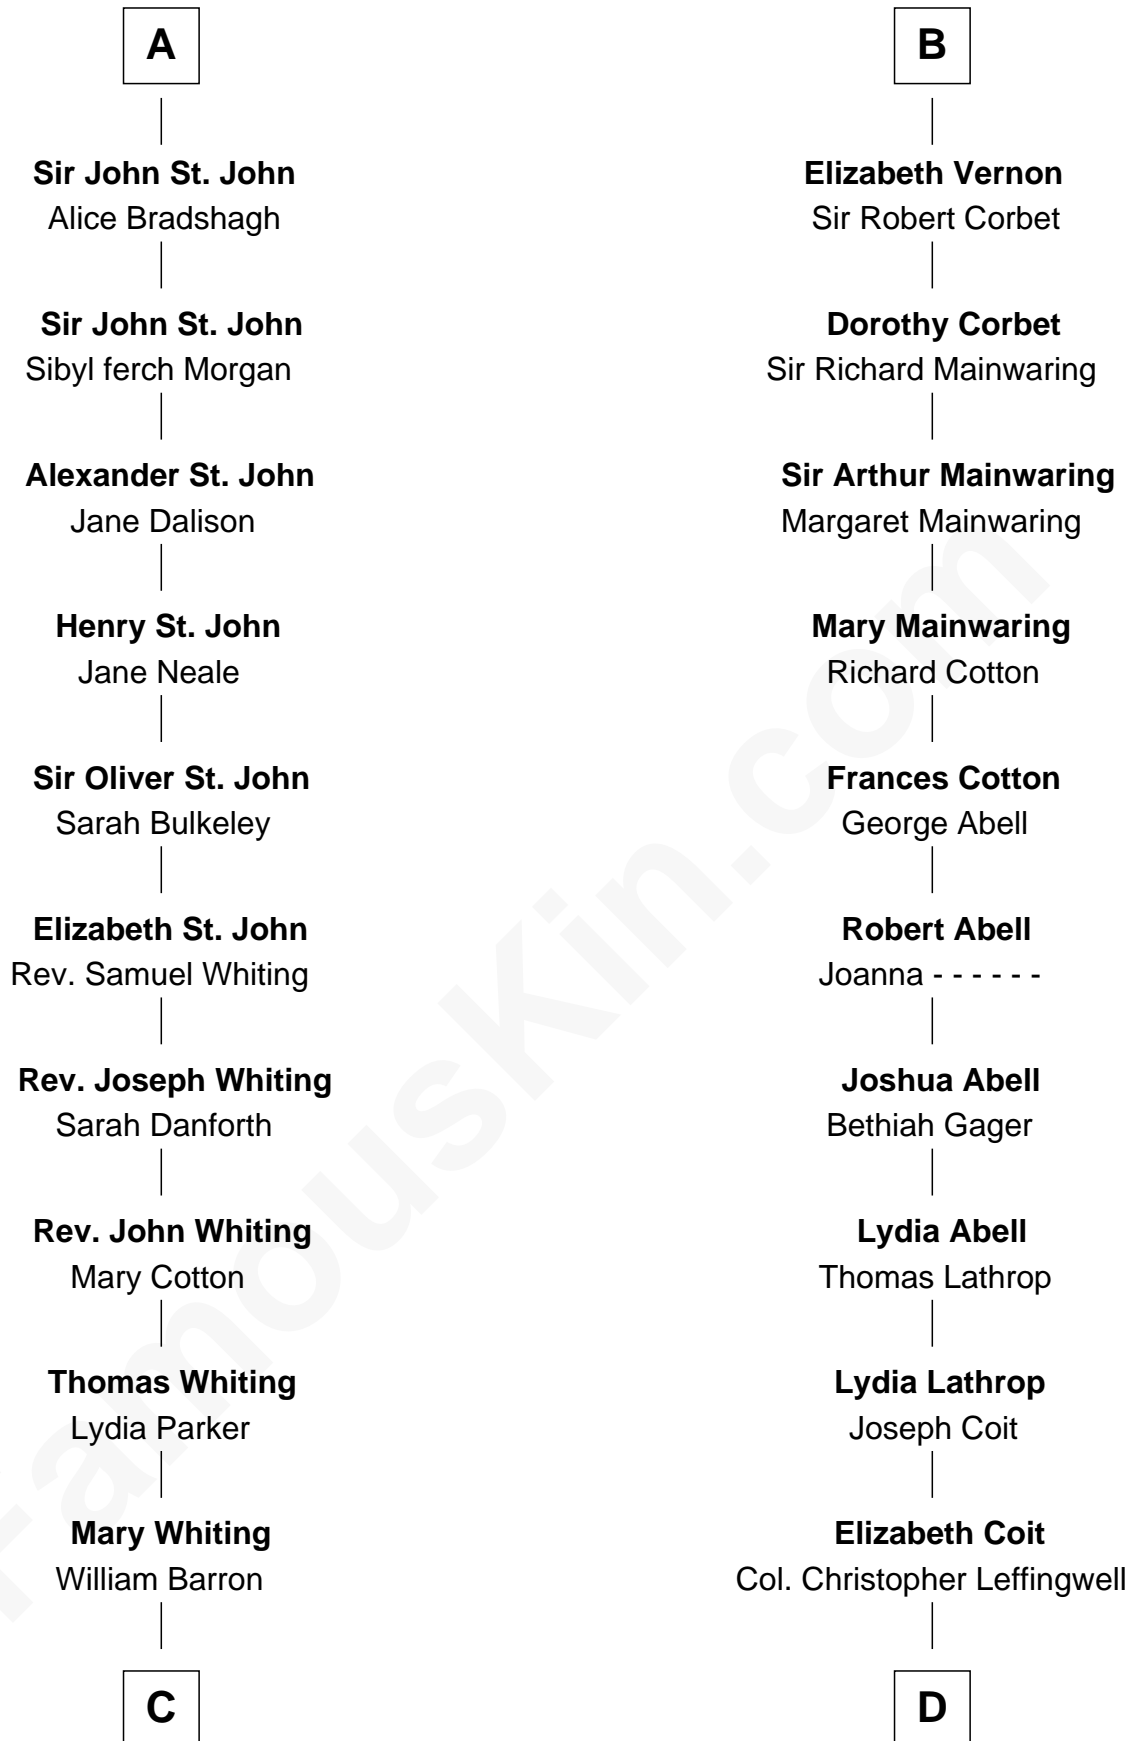 A
Sir John St. John
Alice Bradshagh
Sir John St. John
Sibyl ferch Morgan
Alexander St. John
Jane Dalison
Henry St. John
Jane Neale
Sir Oliver St. John
Sarah Bulkeley
Elizabeth St. John
Rev. Samuel Whiting
Rev. Joseph Whiting
Sarah Danforth
Rev. John Whiting
Mary Cotton
Thomas Whiting
Lydia Parker
Mary Whiting
William Barron
C
B
Elizabeth Vernon
Sir Robert Corbet
Dorothy Corbet
Sir Richard Mainwaring
Sir Arthur Mainwaring
Margaret Mainwaring
Mary Mainwaring
Richard Cotton
Frances Cotton
George Abell
Robert Abell
Joanna - - - - - -
Joshua Abell
Bethiah Gager
Lydia Abell
Thomas Lathrop
Lydia Lathrop
Joseph Coit
Elizabeth Coit
Col. Christopher Leffingwell
D
FamousKin.com